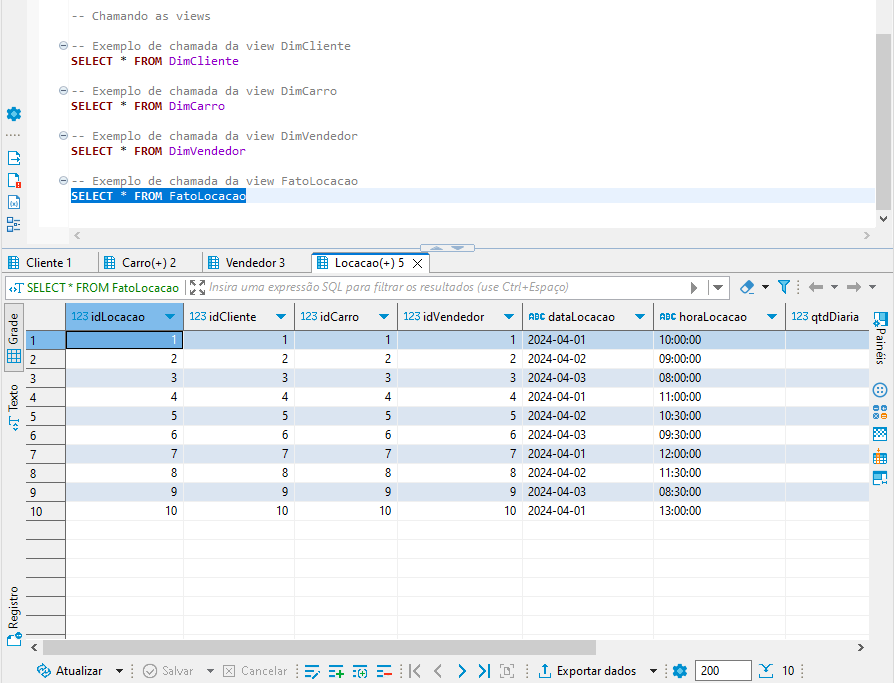 -- Chamando as views
-- Exemplo de chamada da view DimCliente
SELECT * FROM DimCliente
-- Exemplo de chamada da view DimCarro
SELECT * FROM DimCarro
-- Exemplo de chamada da view DimVendedor
SELECT * FROM DimVendedor
-- Exemplo de chamada da view FatoLocacao
SELECT * FROM FatoLocacao
Cliente 1 Carro(+) 2 Vendedor 3 Locacao(+) 5
SELECT * FROM FatoLocacao Insira uma expressão SQL para filtrar os resultados (use Ctrl+Espaço)
Grade
Texto
Registro
123 idLocacao 123 idCliente 123 idCarro 123 idVendedor ABC dataLocacao ABC horaLocacao 123 qtdDiaria
1 1 1 1 1 2024-04-01 10:00:00
2 2 2 2 2 2024-04-02 09:00:00
3 3 3 3 3 2024-04-03 08:00:00
4 4 4 4 4 2024-04-01 11:00:00
5 5 5 5 5 2024-04-02 10:30:00
6 6 6 6 6 2024-04-03 09:30:00
7 7 7 7 7 2024-04-01 12:00:00
8 8 8 8 8 2024-04-02 11:30:00
9 9 9 9 9 2024-04-03 08:30:00
10 10 10 10 10 2024-04-01 13:00:00
Painéis
Atualizar Salvar Cancelar Exportar dados 200 10